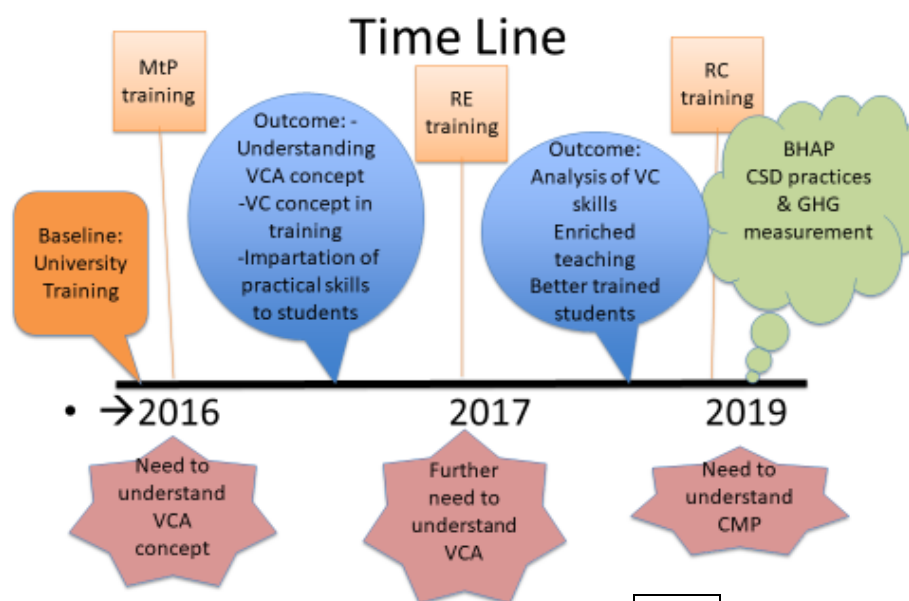 Time Line
MtP
training
RE
training
RC
training
Baseline:
University
Training
Outcome: -
Understanding
VCA concept
-VC concept in
training
-Impartation of
practical skills
to students
Outcome:
Analysis of VC
skills
Enriched
teaching
Better trained
students
BHAP
CSD practices
& GHG
measurement
• →2016
2017
2019
Need to
understand
VCA
concept
Further
need to
understand
VCA
Need to
understand
CMP